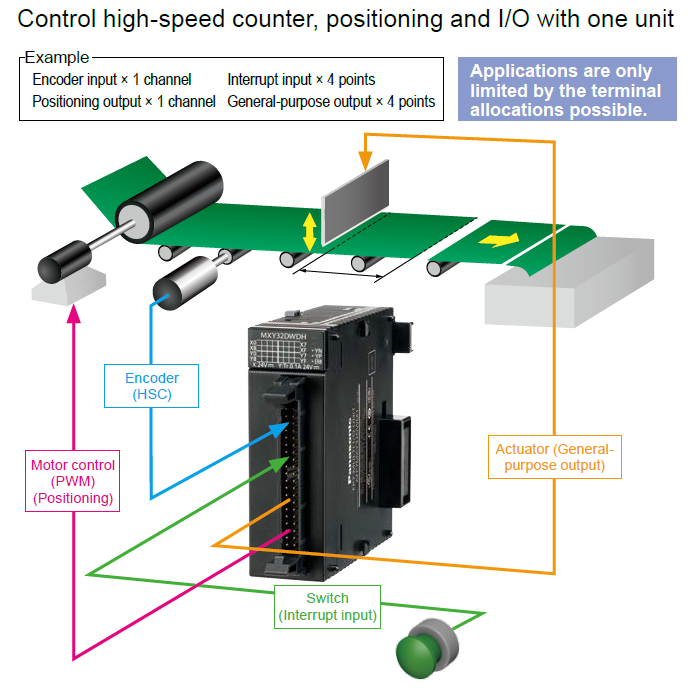 Control high-speed counter, positioning and I/O with one unit
Example
Encoder input × 1 channel Interrupt input × 4 points
Positioning output × 1 channel General-purpose output × 4 points
Applications are only
limited by the terminal
allocations possible.
MXY32DWDH
Panasonic
Encoder
(HSC)
Motor control
(PWM)
(Positioning)
Actuator (General-
purpose output)
Switch
(Interrupt input)